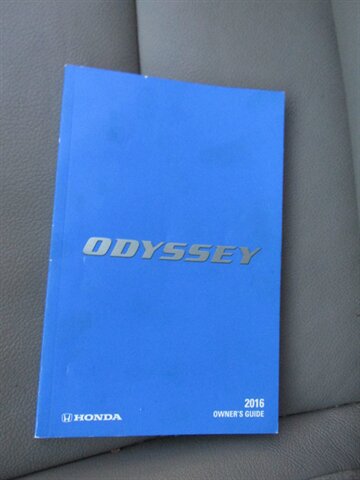 ODYSSEY
HONDA
2016
OWNER'S GUIDE